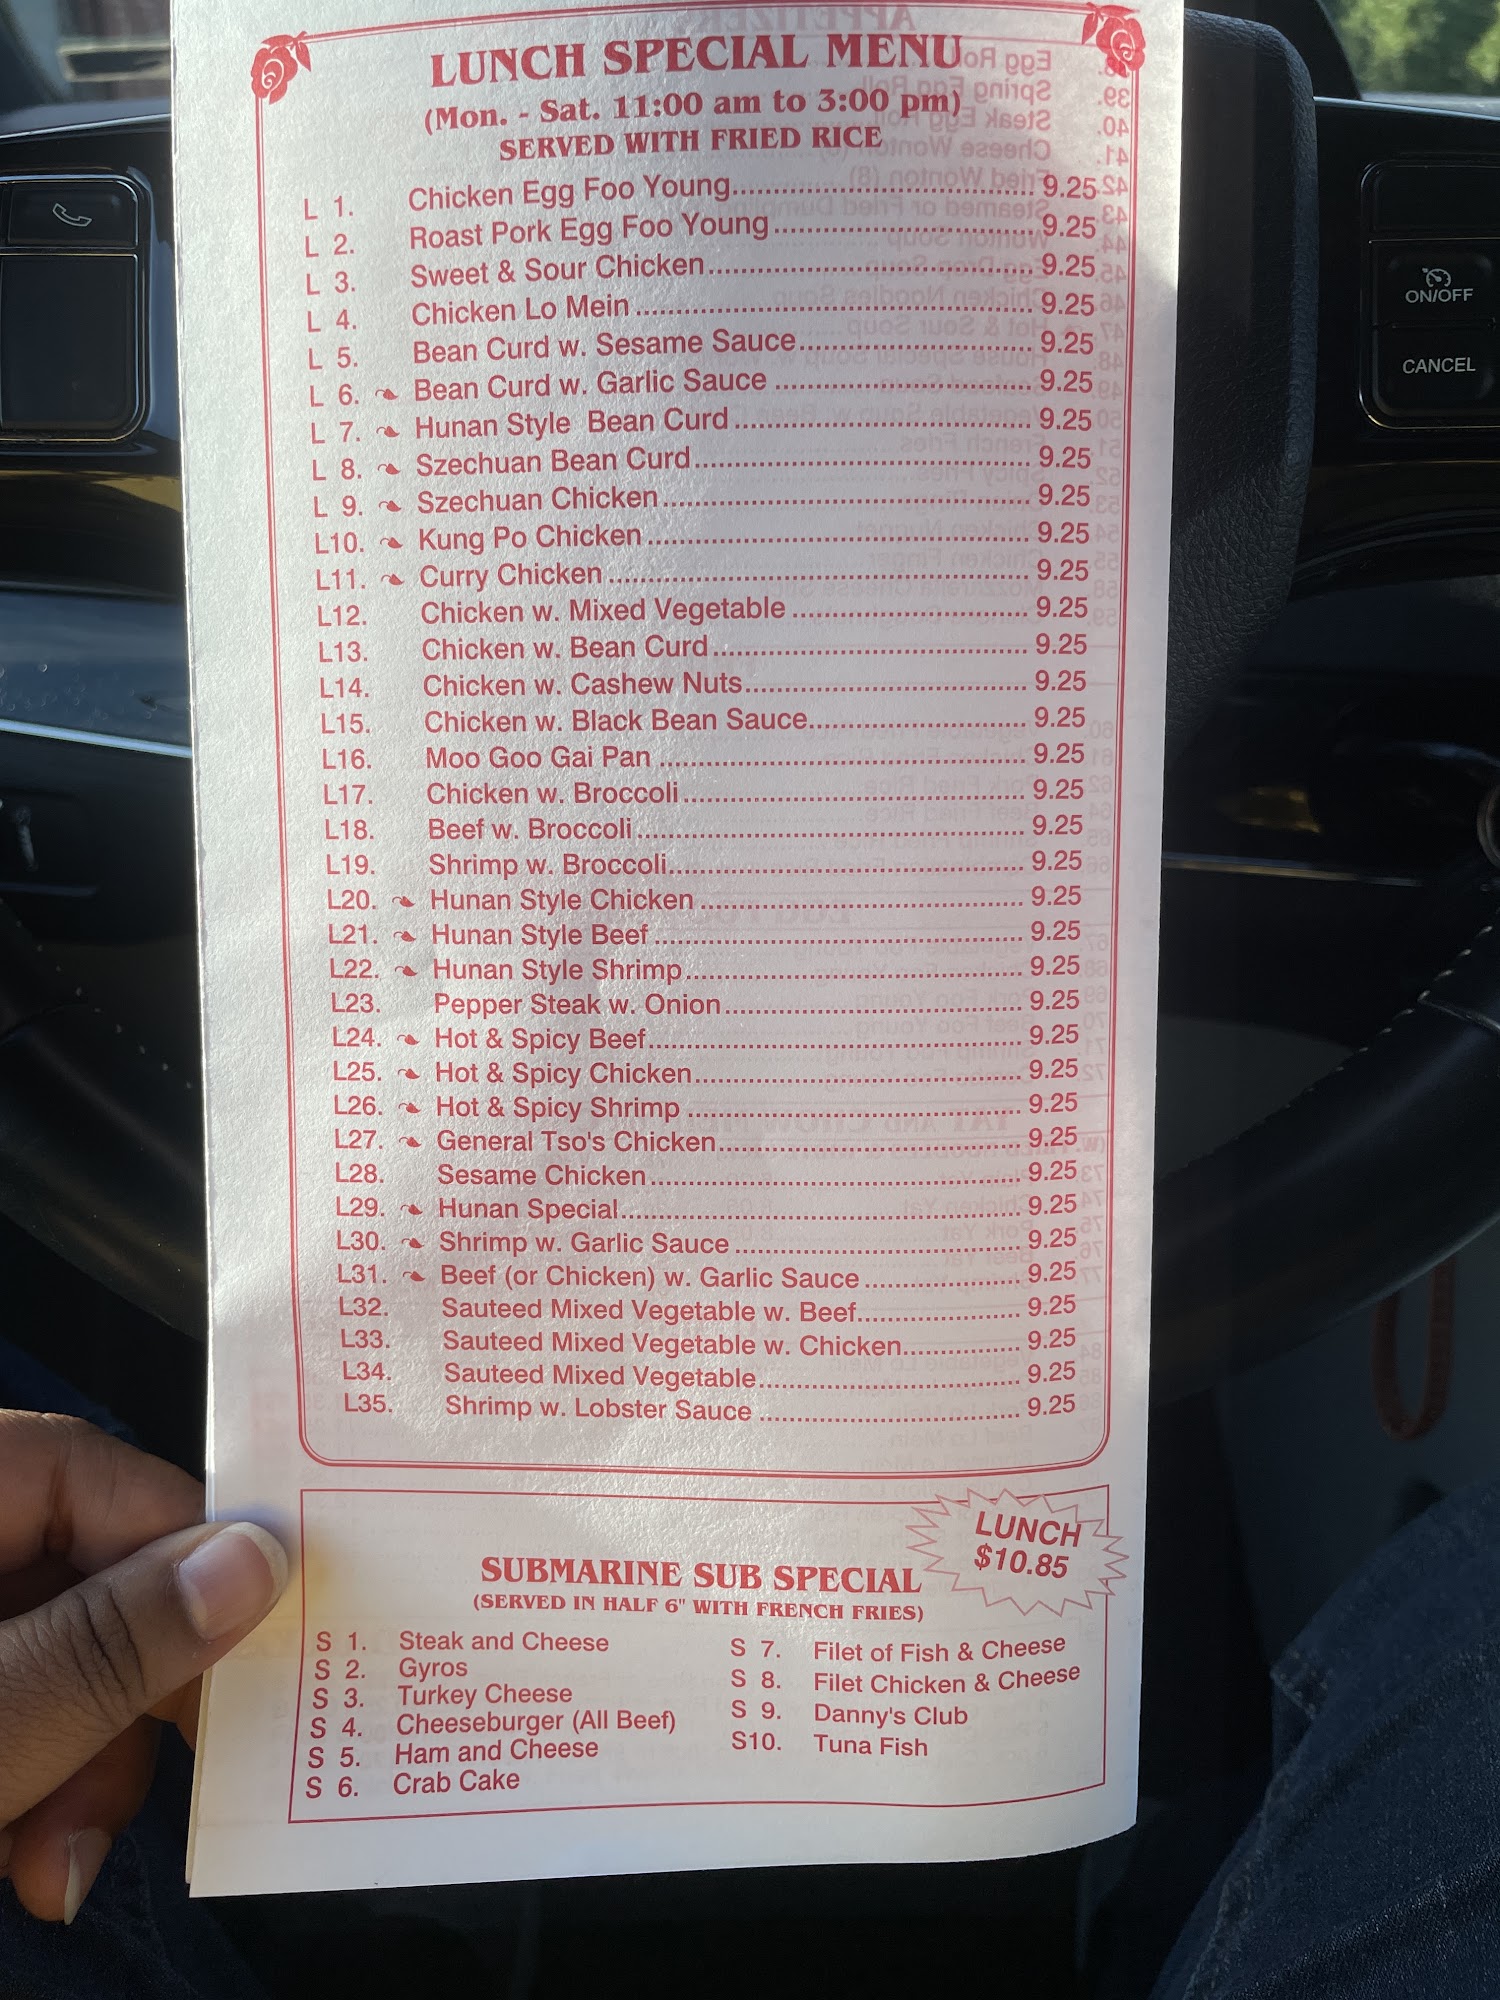 LUNCH SPECIAL MENU
(Mon. - Sat. 11:00 am to 3:00 pm)
SERVED WITH FRIED RICE
L 1. Chicken Egg Foo Young 9.25
L 2. Roast Pork Egg Foo Young 9.25
L 3. Sweet & Sour Chicken 9.25
L 4. Chicken Lo Mein 9.25
L 5. Bean Curd w. Sesame Sauce 9.25
L 6. Bean Curd w. Garlic Sauce 9.25
L 7. Hunan Style Bean Curd 9.25
L 8. Szechuan Bean Curd 9.25
L 9. Szechuan Chicken 9.25
L10. Kung Po Chicken 9.25
L11. Curry Chicken 9.25
L12. Chicken w. Mixed Vegetable 9.25
L13. Chicken w. Bean Curd 9.25
L14. Chicken w. Cashew Nuts 9.25
L15. Chicken w. Black Bean Sauce 9.25
L16. Moo Goo Gai Pan 9.25
L17. Chicken w. Broccoli 9.25
L18. Beef w. Broccoli 9.25
L19. Shrimp w. Broccoli 9.25
L20. Hunan Style Chicken 9.25
L21. Hunan Style Beef 9.25
L22. Hunan Style Shrimp 9.25
L23. Pepper Steak w. Onion 9.25
L24. Hot & Spicy Beef 9.25
L25. Hot & Spicy Chicken 9.25
L26. Hot & Spicy Shrimp 9.25
L27. General Tso's Chicken 9.25
L28. Sesame Chicken 9.25
L29. Hunan Special 9.25
L30. Shrimp w. Garlic Sauce 9.25
L31. Beef (or Chicken) w. Garlic Sauce 9.25
L32. Sauteed Mixed Vegetable w. Beef 9.25
L33. Sauteed Mixed Vegetable w. Chicken 9.25
L34. Sauteed Mixed Vegetable 9.25
L35. Shrimp w. Lobster Sauce 9.25
LUNCH
$10.85
SUBMARINE SUB SPECIAL
(SERVED IN HALF 6" WITH FRENCH FRIES)
S 1. Steak and Cheese
S 2. Gyros
S 3. Turkey Cheese
S 4. Cheeseburger (All Beef)
S 5. Ham and Cheese
S 6. Crab Cake
S 7. Filet of Fish & Cheese
S 8. Filet Chicken & Cheese
S 9. Danny's Club
S10. Tuna Fish
ON/OFF
CANCEL